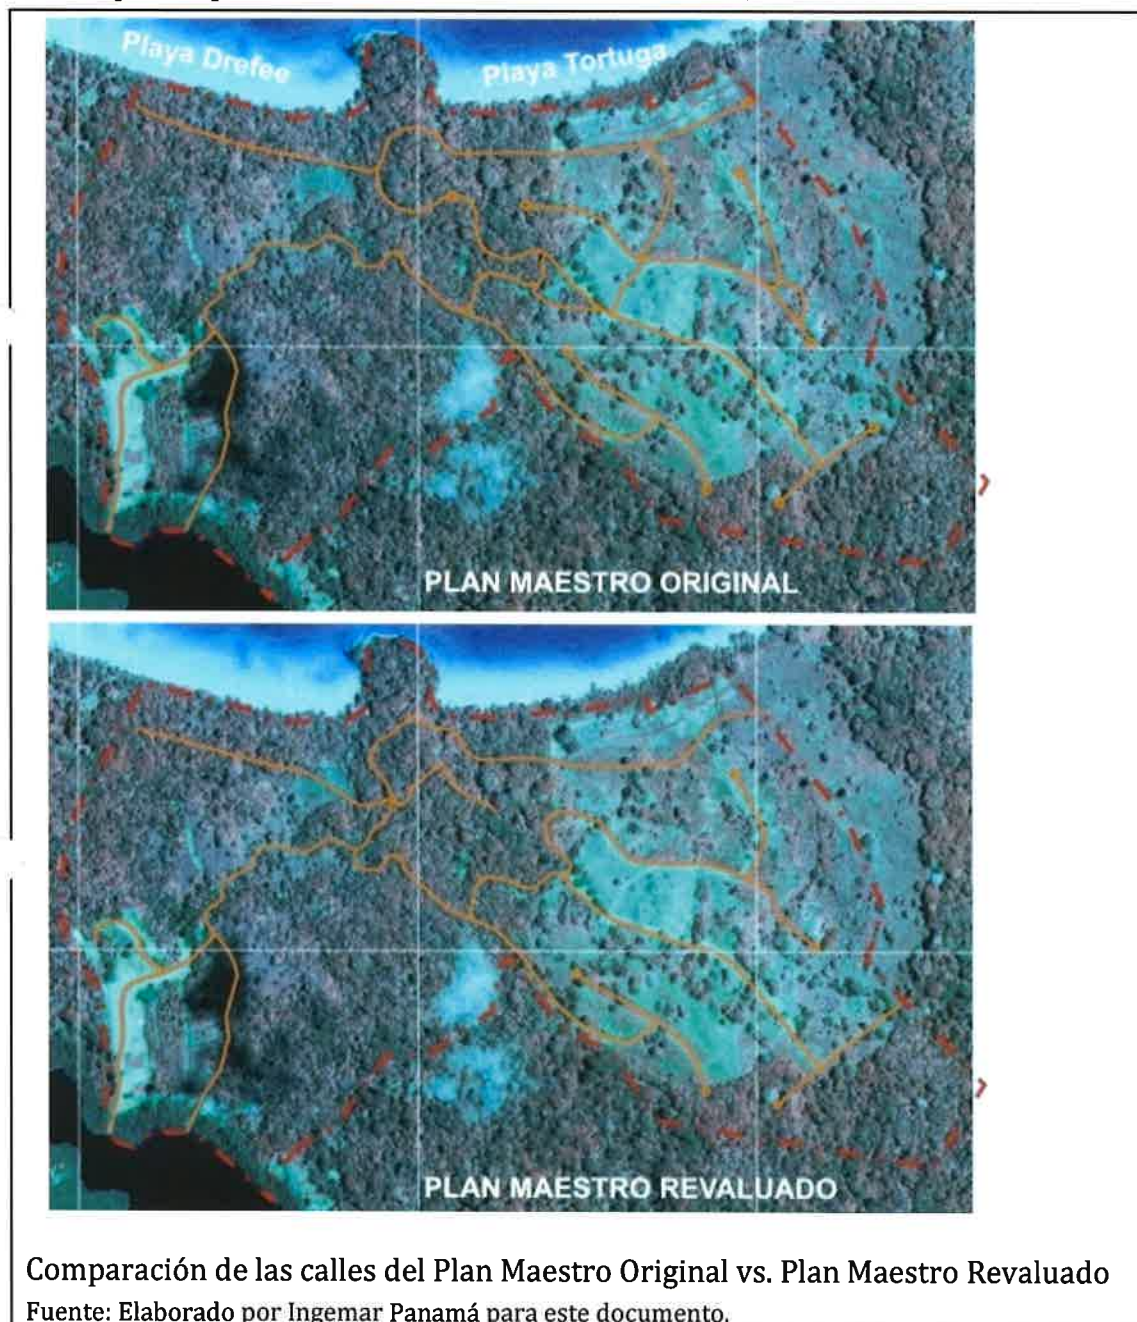 Playa Drefee
Playa Tortuga
PLAN MAESTRO ORIGINAL
PLAN MAESTRO REVALUADO
Comparación de las calles del Plan Maestro Original vs. Plan Maestro Revaluado
Fuente: Elaborado por Ingemar Panamá para este documento.